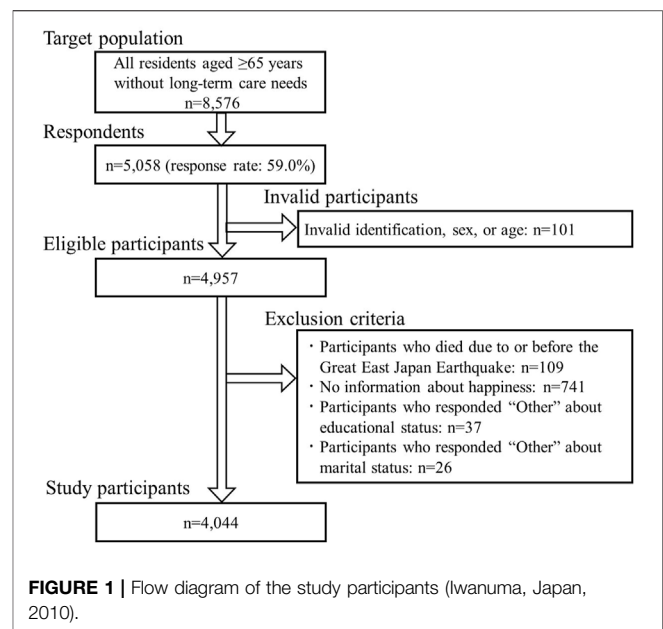 Target population
All residents aged ≥65 years
without long-term care needs
n=8,576
Respondents
n=5,058 (response rate: 59.0%)
Invalid participants
Invalid identification, sex, or age: n=101
Eligible participants
n=4,957
Exclusion criteria
・Participants who died due to or before the
Great East Japan Earthquake: n=109
・No information about happiness: n=741
・Participants who responded “Other” about
educational status: n=37
・Participants who responded “Other” about
marital status: n=26
Study participants
n=4,044
FIGURE 1 | Flow diagram of the study participants (Iwanuma, Japan,
2010).